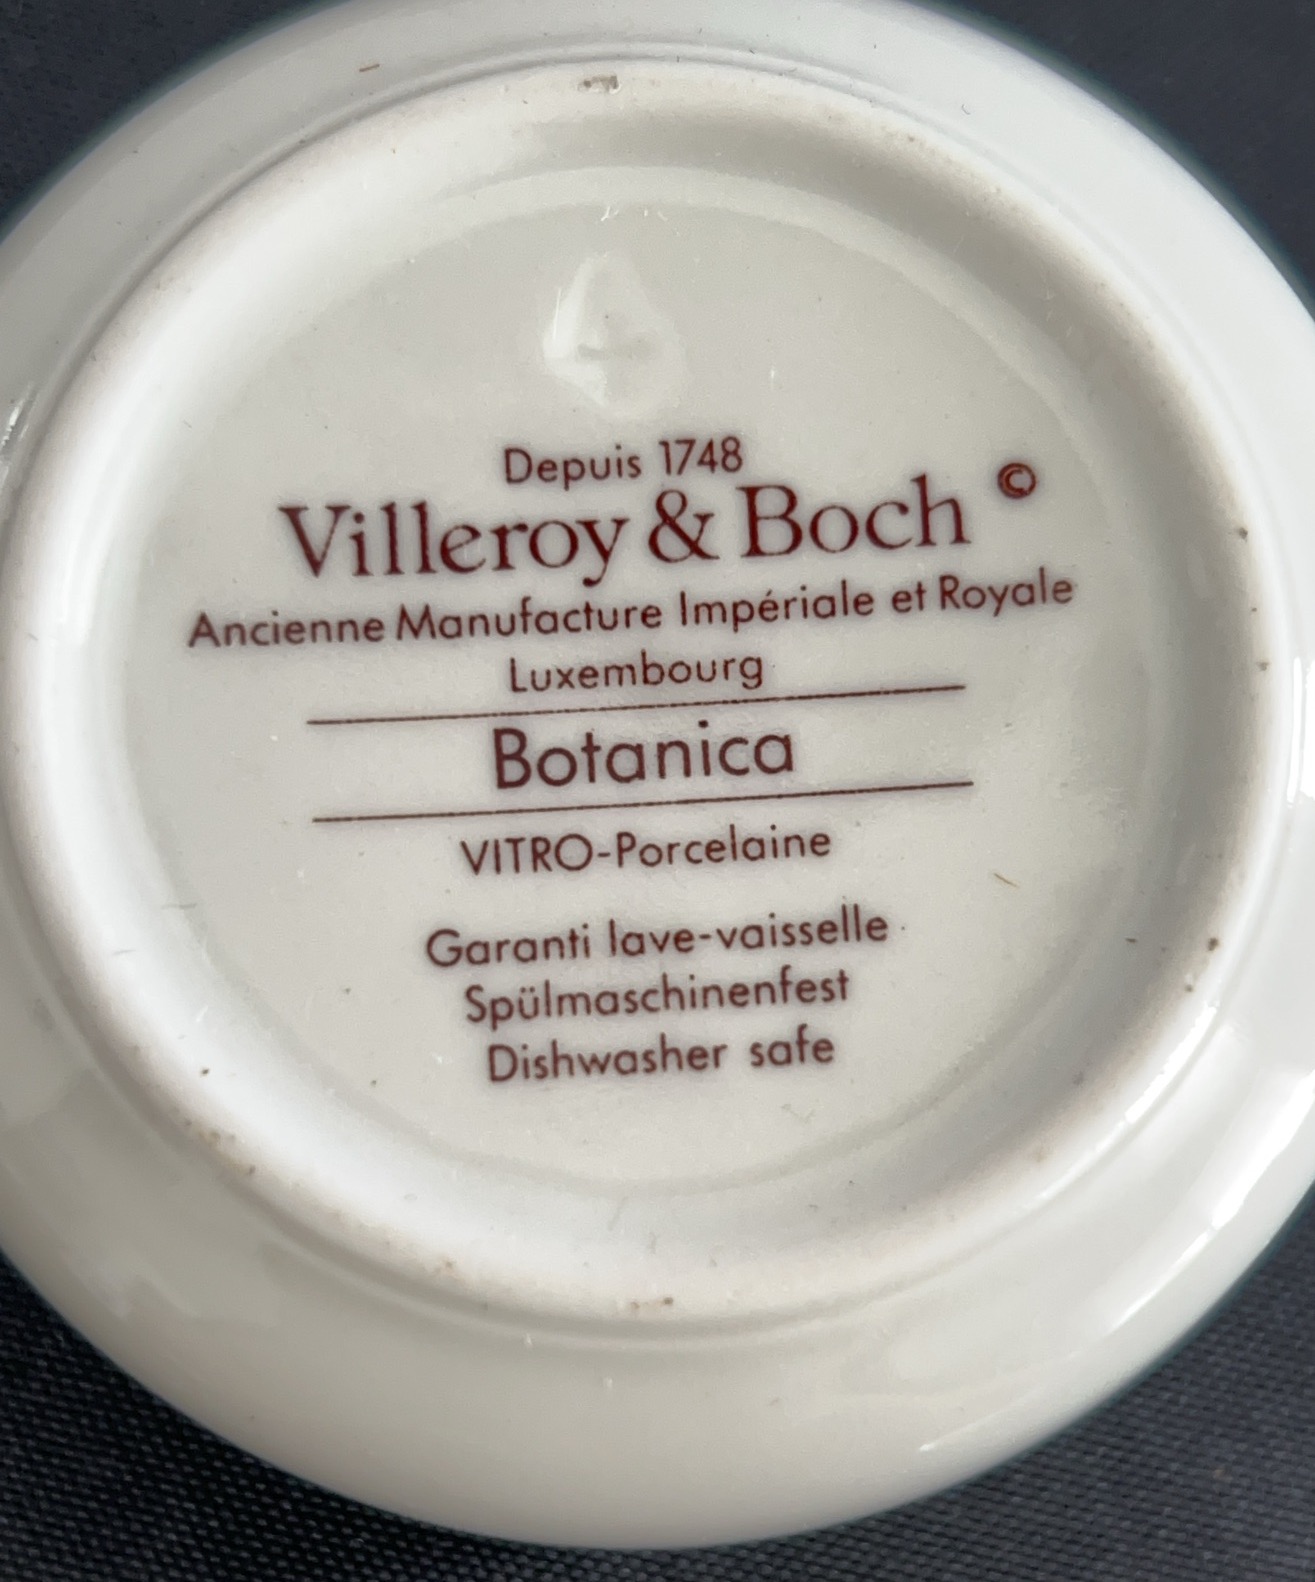 Depuis 1748
Villeroy & Boch ©
Ancienne Manufacture Impériale et Royale
Luxembourg
Botanica
VITRO-Porcelaine
Garanti lave-vaisselle
Spülmaschinenfest
Dishwasher safe